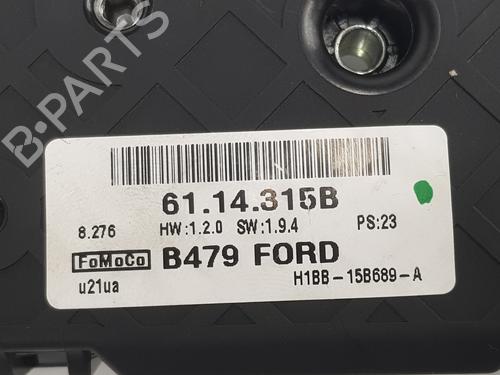 B-PARTS
61.14.315B
8.276 HW:1.2.0 SW:1.9.4 PS:23
FoMoCo B479 FORD
u21ua H1BB-15B689-A